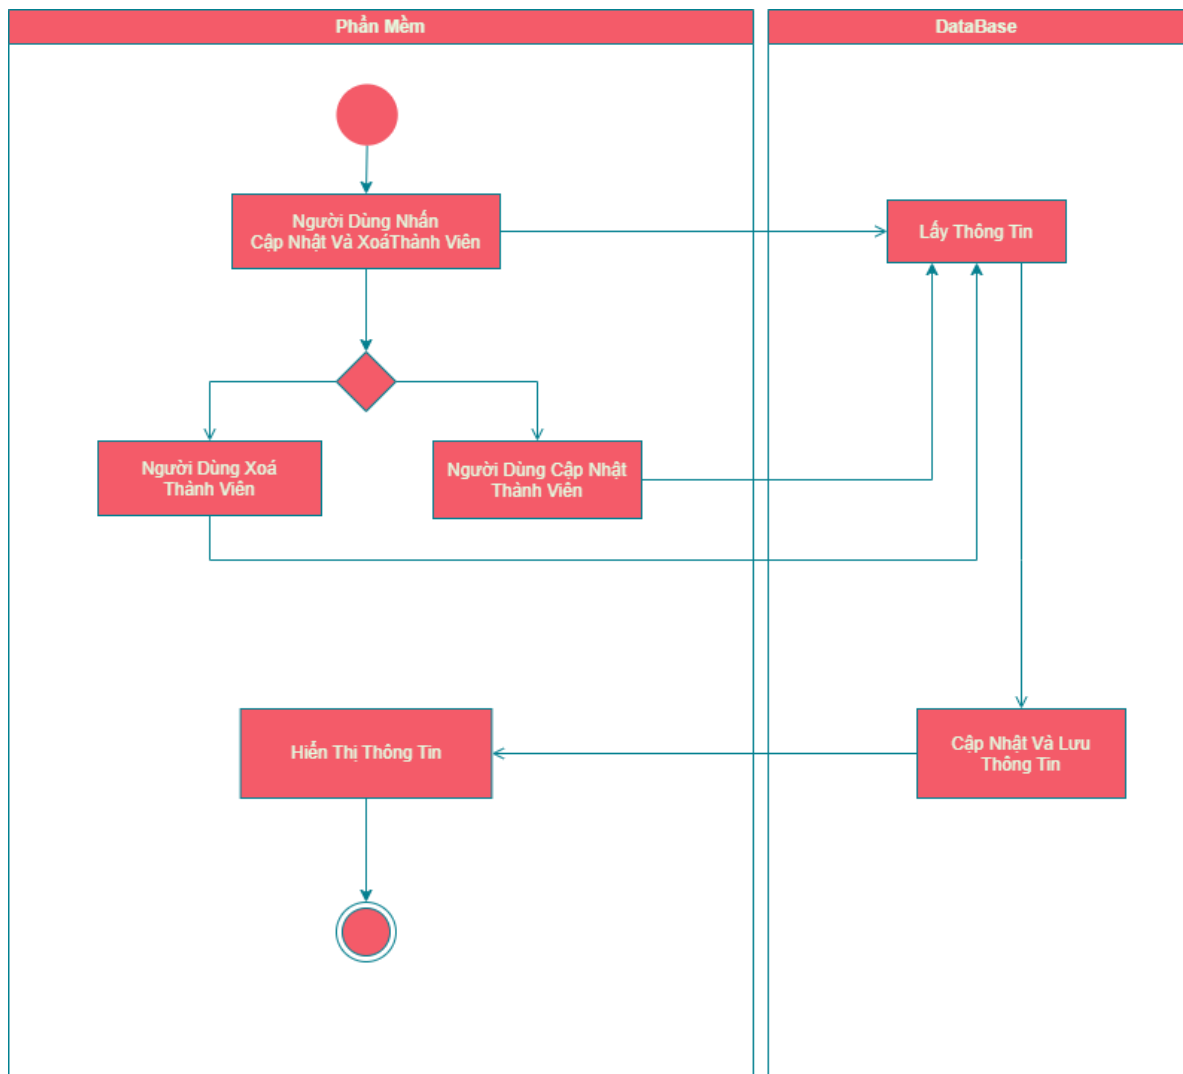 Phần Mềm
DataBase
Người Dùng Nhấn
Cập Nhật Và XoáThành Viên
Lấy Thông Tin
Người Dùng Xoá
Thành Viên
Người Dùng Cập Nhật
Thành Viên
Hiển Thị Thông Tin
Cập Nhật Và Lưu
Thông Tin